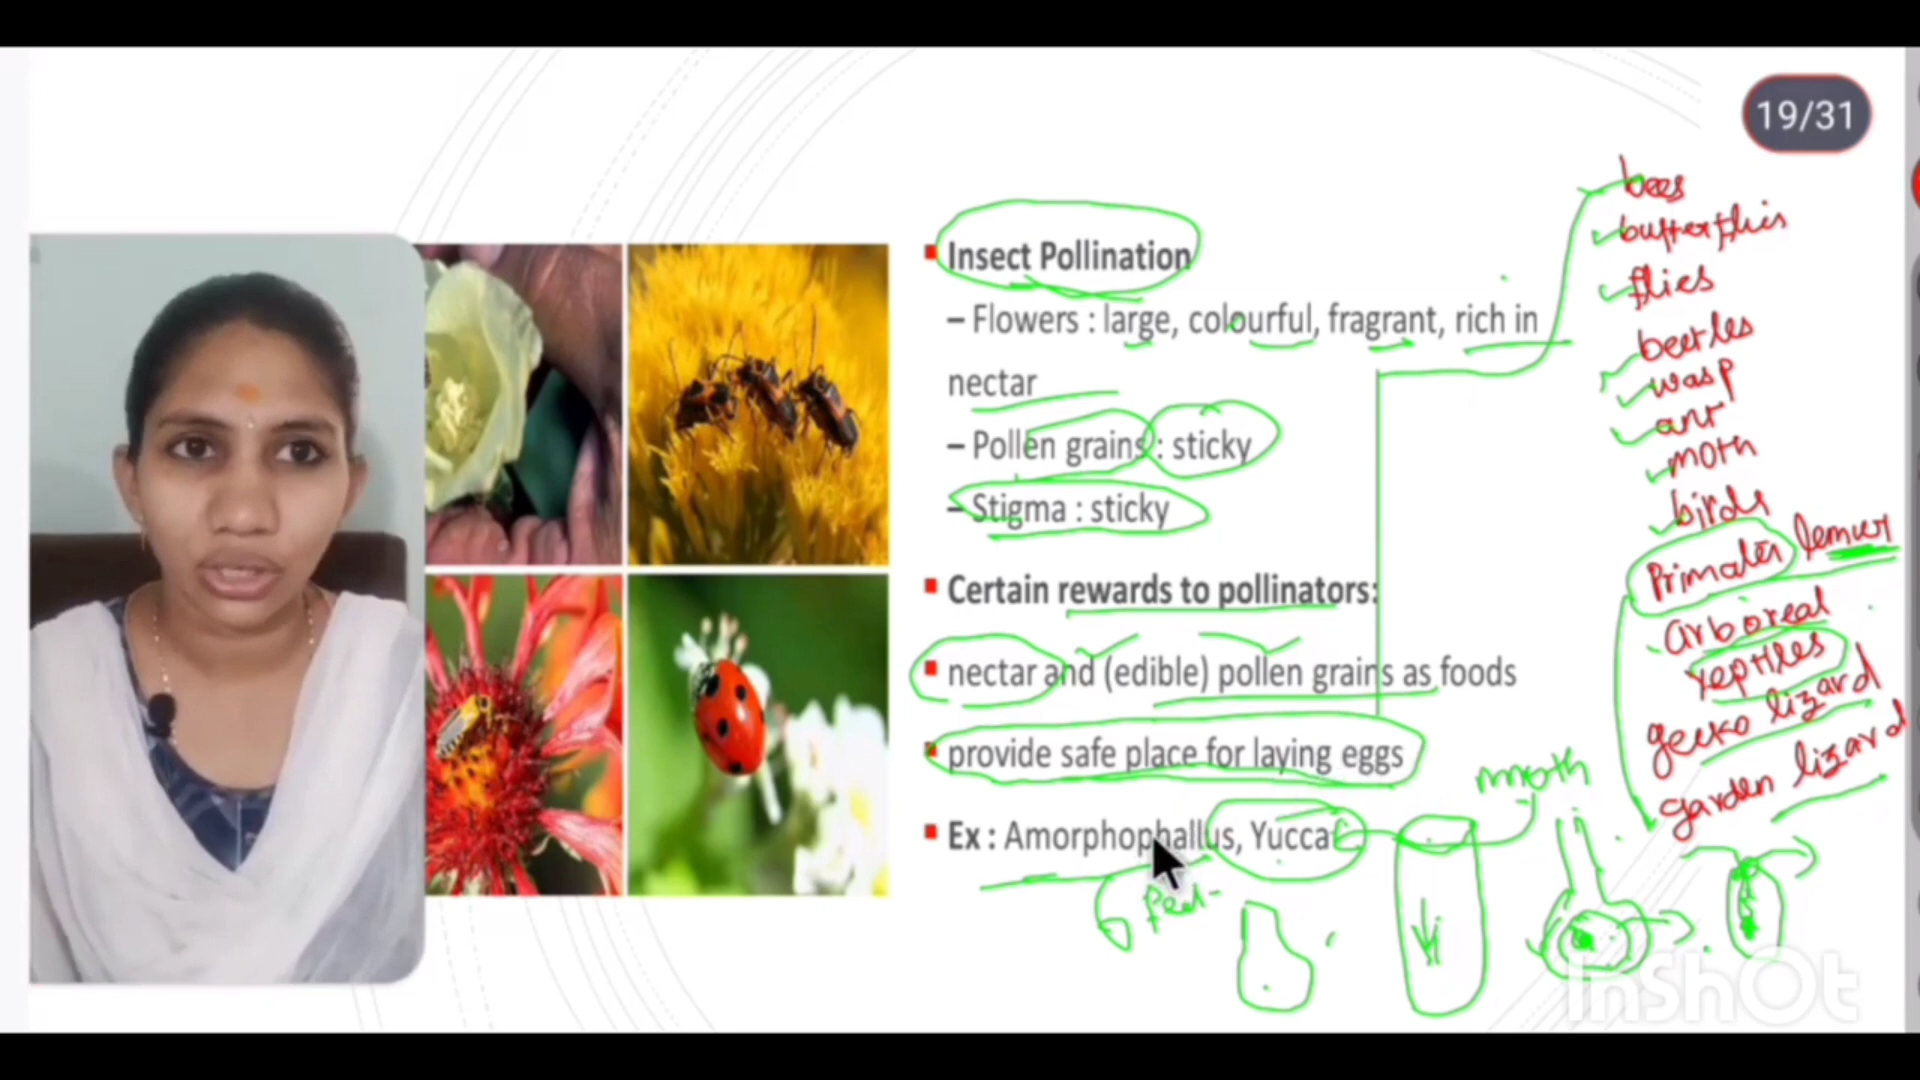 19/31
Insect Pollination
– Flowers : large, colourful, fragrant, rich in
nectar
– Pollen grains : sticky
– Stigma : sticky
Certain rewards to pollinators:
nectar and (edible) pollen grains as foods
provide safe place for laying eggs
Ex : Amorphophallus, Yucca
6
moth
bees
butterflies
flies
beetles
wasp
ant
moth
birds
Primates lemur
arboreal
reptiles
gecko lizard
garden lizard
InShOt